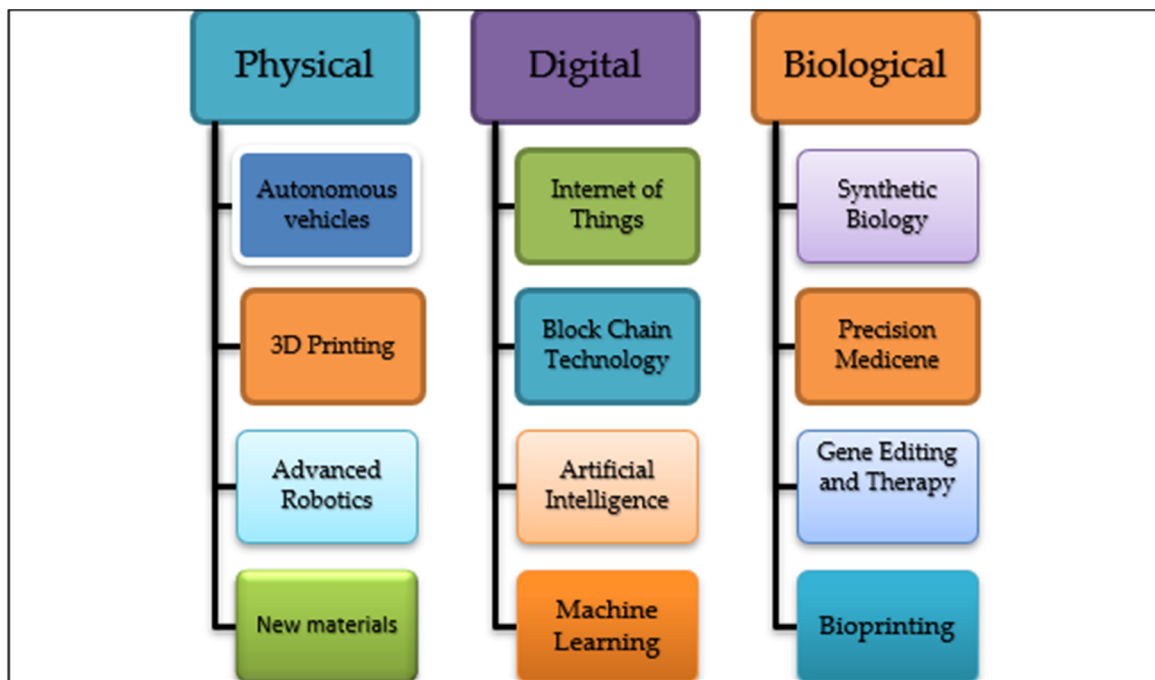 Physical
Autonomous
vehicles
3D Printing
Advanced
Robotics
New materials
Digital
Internet of
Things
Block Chain
Technology
Artificial
Intelligence
Machine
Learning
Biological
Synthetic
Biology
Precision
Medicene
Gene Editing
and Therapy
Bioprinting